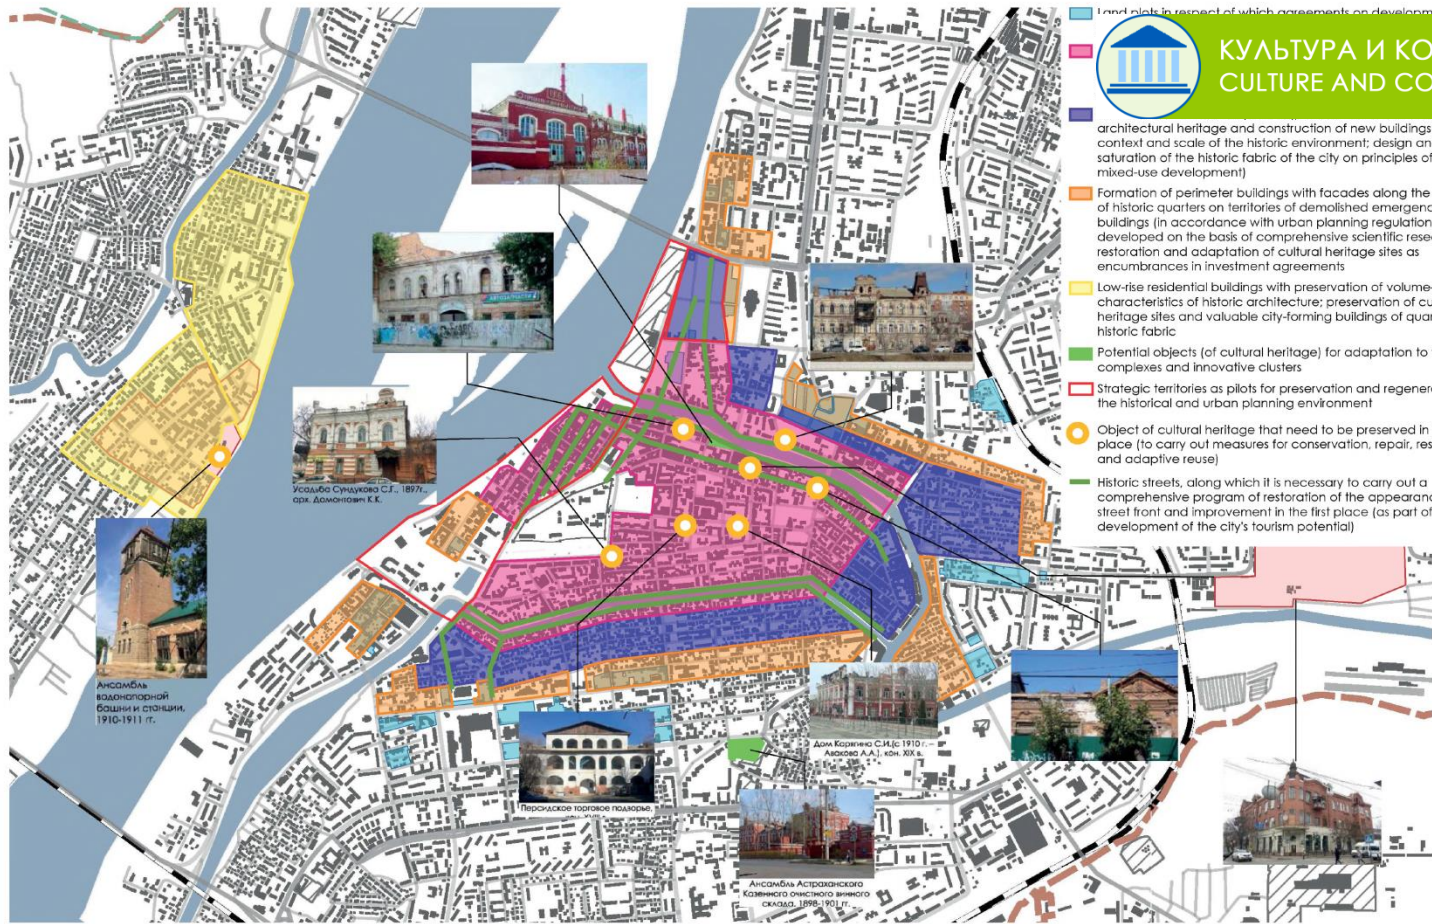 Land plots in respect of which agreements on developm
КУЛЬТУРА И КО
CULTURE AND CO
architectural heritage and construction of new buildings
context and scale of the historic environment; design an
saturation of the historic fabric of the city on principles of
mixed-use development)
Formation of perimeter buildings with facades along the
of historic quarters on territories of demolished emergenc
buildings (in accordance with urban planning regulation
developed on the basis of comprehensive scientific rese
restoration and adaptation of cultural heritage sites as
encumbrances in investment agreements
Low-rise residential buildings with preservation of volume-
characteristics of historic architecture; preservation of cu
heritage sites and valuable city-forming buildings of quar
historic fabric
Potential objects (of cultural heritage) for adaptation to
complexes and innovative clusters
Strategic territories as pilots for preservation and regener
the historical and urban planning environment
Object of cultural heritage that need to be preserved in
place (to carry out measures for conservation, repair, res
and adaptive reuse)
Historic streets, along which it is necessary to carry out a
comprehensive program of restoration of the appearanc
street front and improvement in the first place (as part of
development of the city's tourism potential)
Усадьба Сундукова С.Г., 1897г.,
арх. Домонтович К.К.
Ансамбль
водонапорной
башни и станции,
1910-1911 гг.
Персидское торговое подворье,
Дом Карягина С.И.(с 1910 г. –
Авакова А.А.), кон. XIX в.
Ансамбль Астраханского
Казенного очистного винного
склада, 1898-1901 гг.